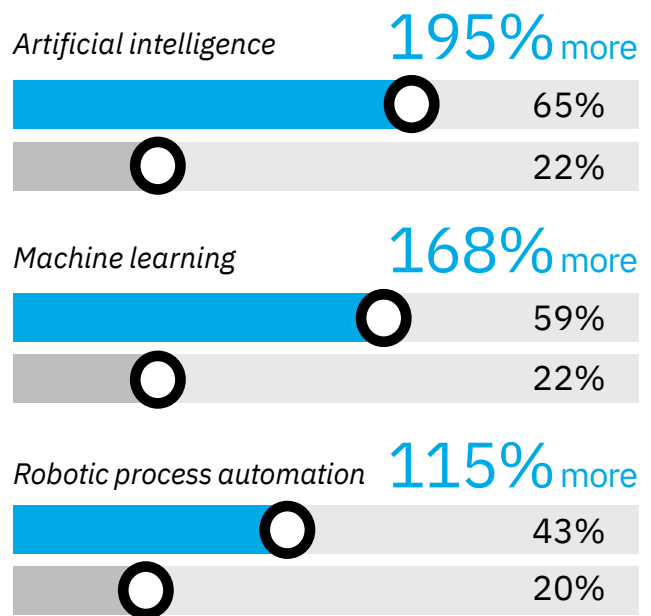 Artificial intelligence 195% more
65%
22%
Machine learning 168% more
59%
22%
Robotic process automation 115% more
43%
20%